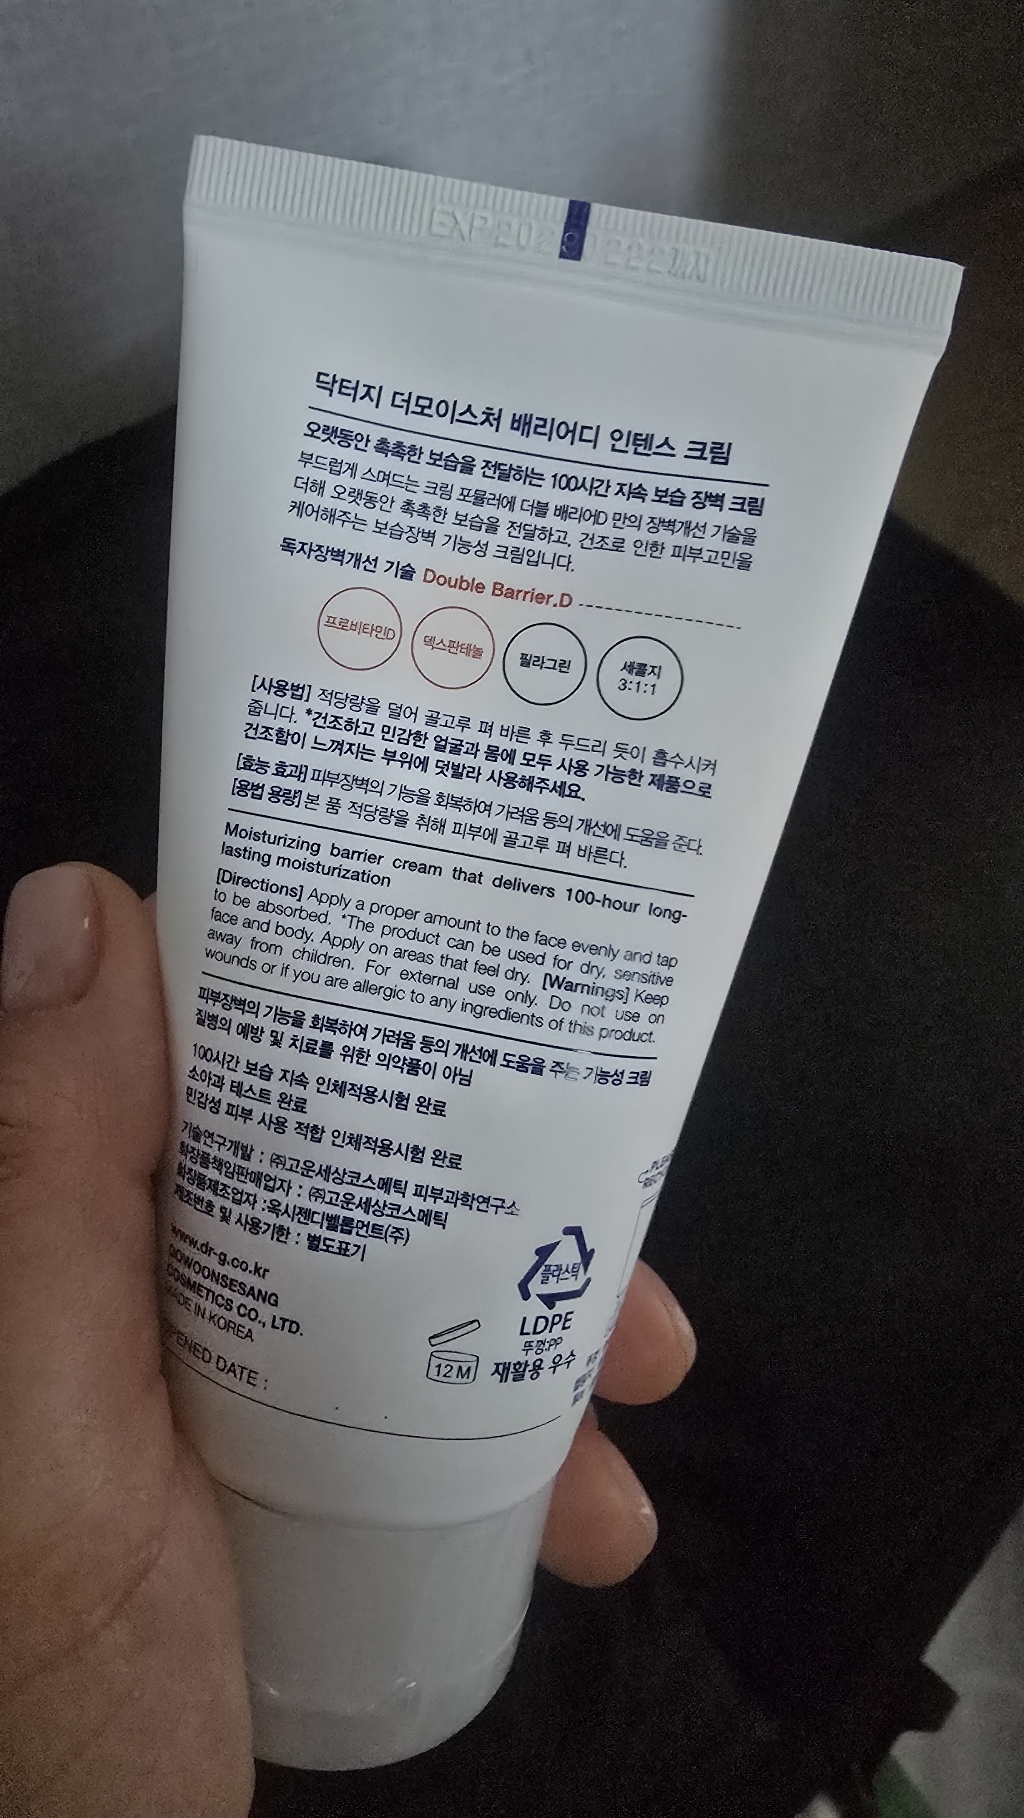 닥터지 더모이스처 배리어디 인텐스 크림
오랫동안 촉촉한 보습을 전달하는 100시간 지속 보습 장벽 크림
부드럽게 스며드는 크림 포뮬러에 더블 배리어D 만의 장벽개선 기술을
더해 오랫동안 촉촉한 보습을 전달하고, 건조로 인한 피부고민을
케어해주는 보습장벽 기능성 크림입니다.
독자장벽개선 기술 Double Barrier.D
프로비타민D
덱스판테놀
필라그린
세콜지
3:1:1
[사용법] 적당량을 덜어 골고루 펴 바른 후 두드리 듯이 흡수시켜
줍니다. *건조하고 민감한 얼굴과 몸에 모두 사용 가능한 제품으로
건조함이 느껴지는 부위에 덧발라 사용해주세요.
[효능 효과] 피부장벽의 기능을 회복하여 가려움 등의 개선에 도움을 준다.
[용법 용량] 본 품 적당량을 취해 피부에 골고루 펴 바른다.
Moisturizing barrier cream that delivers 100-hour long-
lasting moisturization
[Directions] Apply a proper amount to the face evenly and tap
to be absorbed. *The product can be used for dry, sensitive
face and body. Apply on areas that feel dry. [Warnings] Keep
away from children. For external use only. Do not use on
wounds or if you are allergic to any ingredients of this product.
피부장벽의 기능을 회복하여 가려움 등의 개선에 도움을 주는 기능성 크림
질병의 예방 및 치료를 위한 의약품이 아님
100시간 보습 지속 인체적용시험 완료
소아과 테스트 완료
민감성 피부 사용 적합 인체적용시험 완료
기술연구개발 : ㈜고운세상코스메틱 피부과학연구소
화장품책임판매업자 : ㈜고운세상코스메틱
화장품제조업자 :옥시젠디벨롭먼트(주)
제조번호 및 사용기한 : 별도표기
www.dr-g.co.kr
GOWOONSESANG
COSMETICS CO., LTD.
MADE IN KOREA
OPENED DATE :
12M
플라스틱
LDPE
뚜껑:PP
재활용 우수